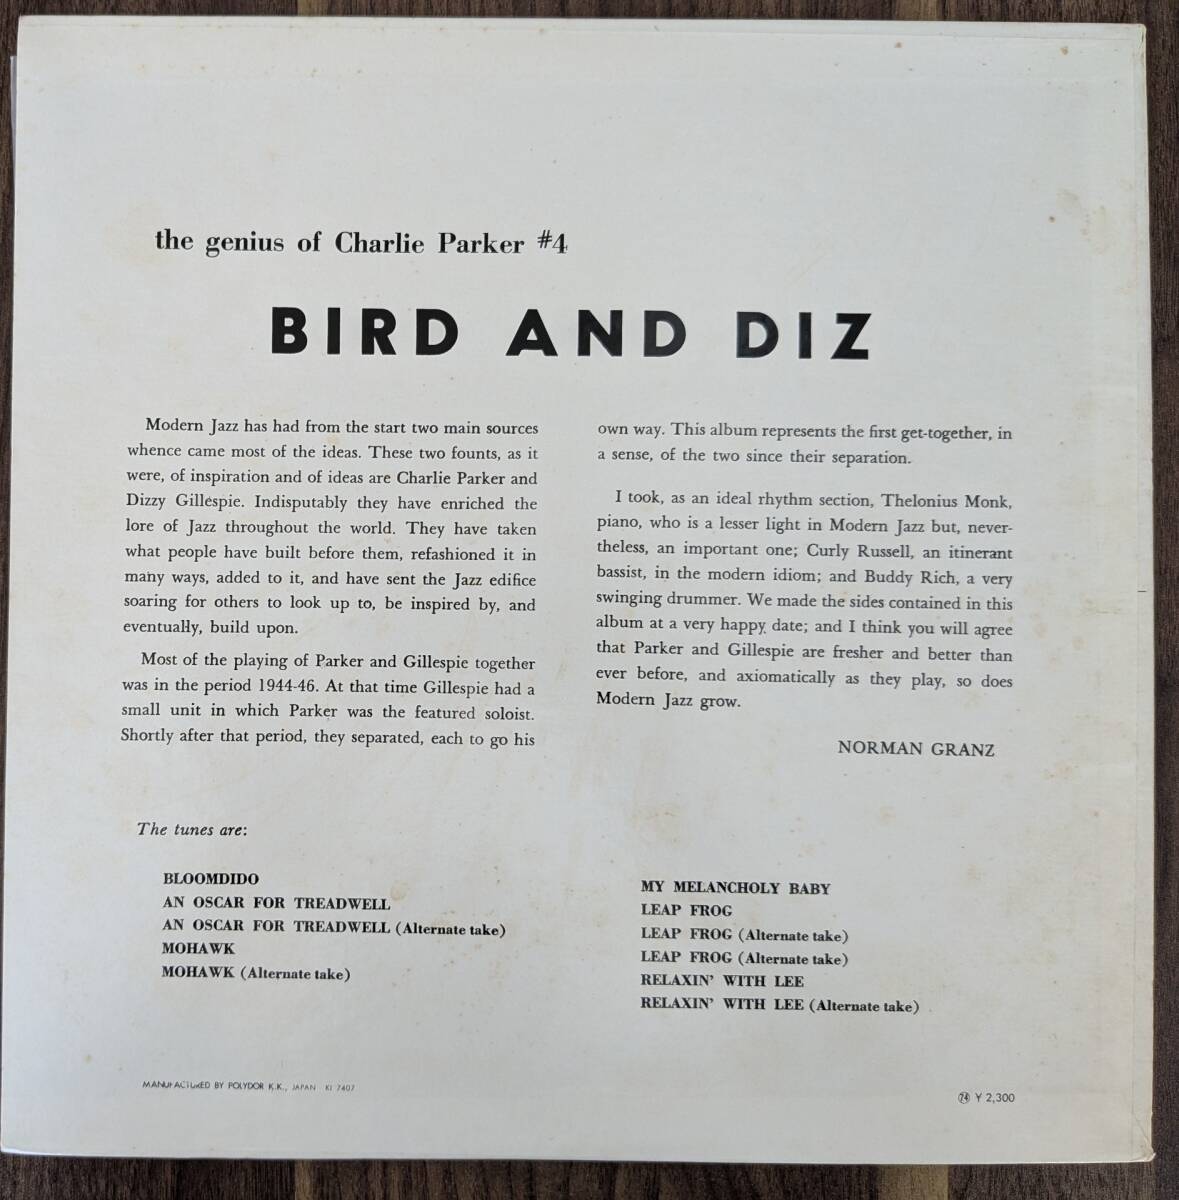 the genius of Charlie Parker #4
BIRD AND DIZ
Modern Jazz has had from the start two main sources
whence came most of the ideas. These two founts, as it
were, of inspiration and of ideas are Charlie Parker and
Dizzy Gillespie. Indisputably they have enriched the
lore of Jazz throughout the world. They have taken
what people have built before them, refashioned it in
many ways, added to it, and have sent the Jazz edifice
soaring for others to look up to, be inspired by, and
eventually, build upon.
Most of the playing of Parker and Gillespie together
was in the period 1944-46. At that time Gillespie had a
small unit in which Parker was the featured soloist.
Shortly after that period, they separated, each to go his
own way. This album represents the first get-together, in
a sense, of the two since their separation.
I took, as an ideal rhythm section, Thelonius Monk,
piano, who is a lesser light in Modern Jazz but, never-
theless, an important one; Curly Russell, an itinerant
bassist, in the modern idiom; and Buddy Rich, a very
swinging drummer. We made the sides contained in this
album at a very happy date; and I think you will agree
that Parker and Gillespie are fresher and better than
ever before, and axiomatically as they play, so does
Modern Jazz grow.
NORMAN GRANZ
The tunes are:
BLOOMDIDO
AN OSCAR FOR TREADWELL
AN OSCAR FOR TREADWELL (Alternate take)
MOHAWK
MOHAWK (Alternate take)
MY MELANCHOLY BABY
LEAP FROG
LEAP FROG (Alternate take)
LEAP FROG (Alternate take)
RELAXIN' WITH LEE
RELAXIN' WITH LEE (Alternate take)
MANUFACTURED BY POLYDOR K.K., JAPAN KI 7407
㉔ ¥ 2,300